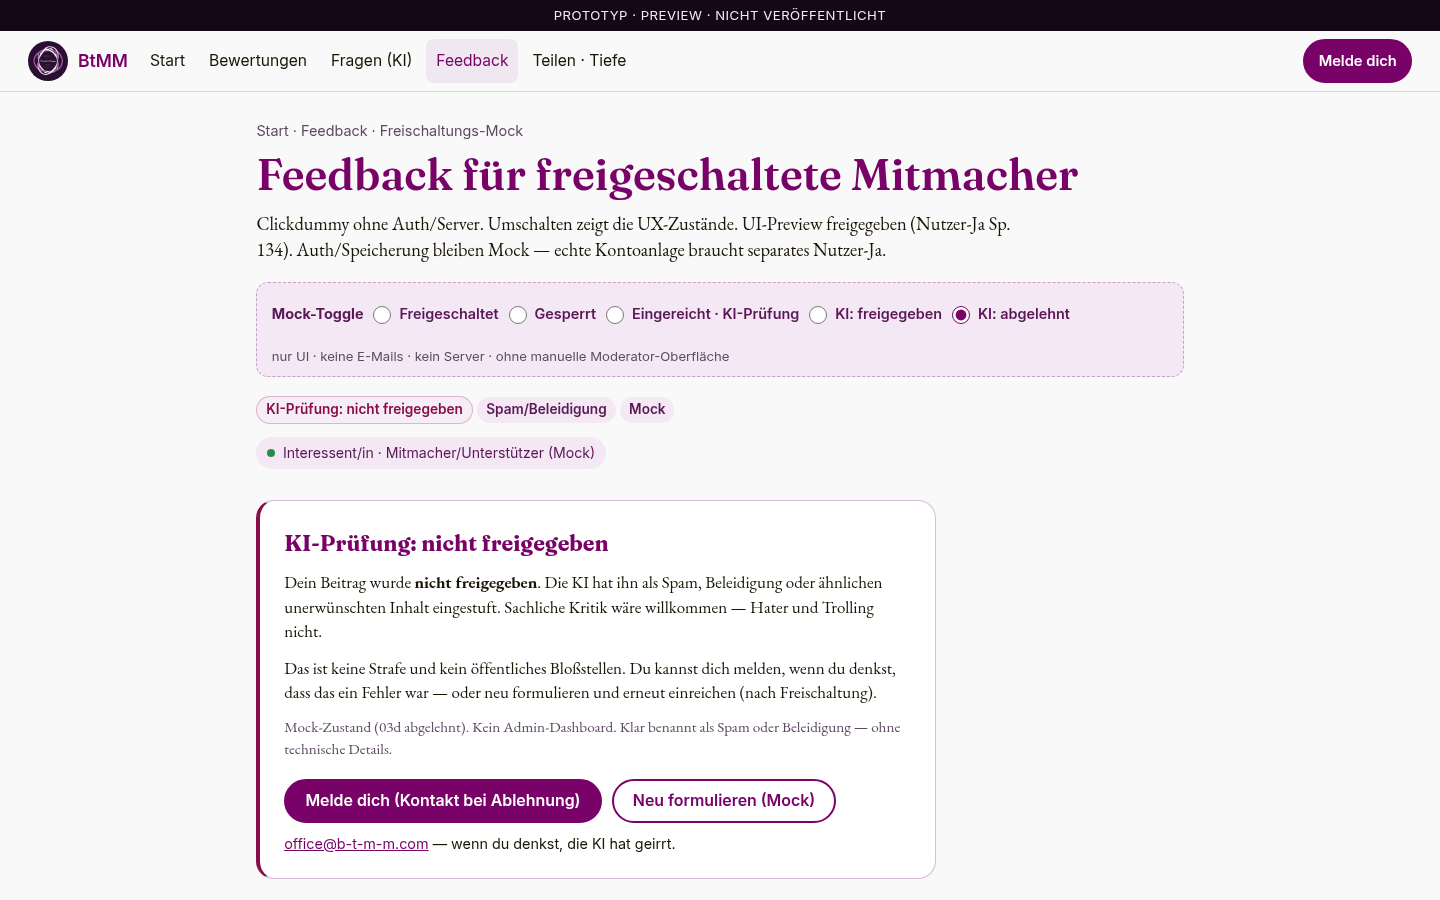 PROTOTYP · PREVIEW · NICHT VERÖFFENTLICHT
BtMM Start Bewertungen Fragen (KI) Feedback Teilen · Tiefe Melde dich
Start · Feedback · Freischaltungs-Mock
Feedback für freigeschaltete Mitmacher
Clickdummy ohne Auth/Server. Umschalten zeigt die UX-Zustände. UI-Preview freigegeben (Nutzer-Ja Sp.
134). Auth/Speicherung bleiben Mock — echte Kontoanlage braucht separates Nutzer-Ja.
Mock-Toggle Freigeschaltet Gesperrt Eingereicht · KI-Prüfung KI: freigegeben KI: abgelehnt
nur UI · keine E-Mails · kein Server · ohne manuelle Moderator-Oberfläche
KI-Prüfung: nicht freigegeben Spam/Beleidigung Mock
Interessent/in · Mitmacher/Unterstützer (Mock)
KI-Prüfung: nicht freigegeben
Dein Beitrag wurde nicht freigegeben. Die KI hat ihn als Spam, Beleidigung oder ähnlichen
unerwünschten Inhalt eingestuft. Sachliche Kritik wäre willkommen — Hater und Trolling
nicht.
Das ist keine Strafe und kein öffentliches Bloßstellen. Du kannst dich melden, wenn du denkst,
dass das ein Fehler war — oder neu formulieren und erneut einreichen (nach Freischaltung).
Mock-Zustand (03d abgelehnt). Kein Admin-Dashboard. Klar benannt als Spam oder Beleidigung — ohne
technische Details.
Melde dich (Kontakt bei Ablehnung) Neu formulieren (Mock)
office@b-t-m-m.com — wenn du denkst, die KI hat geirrt.